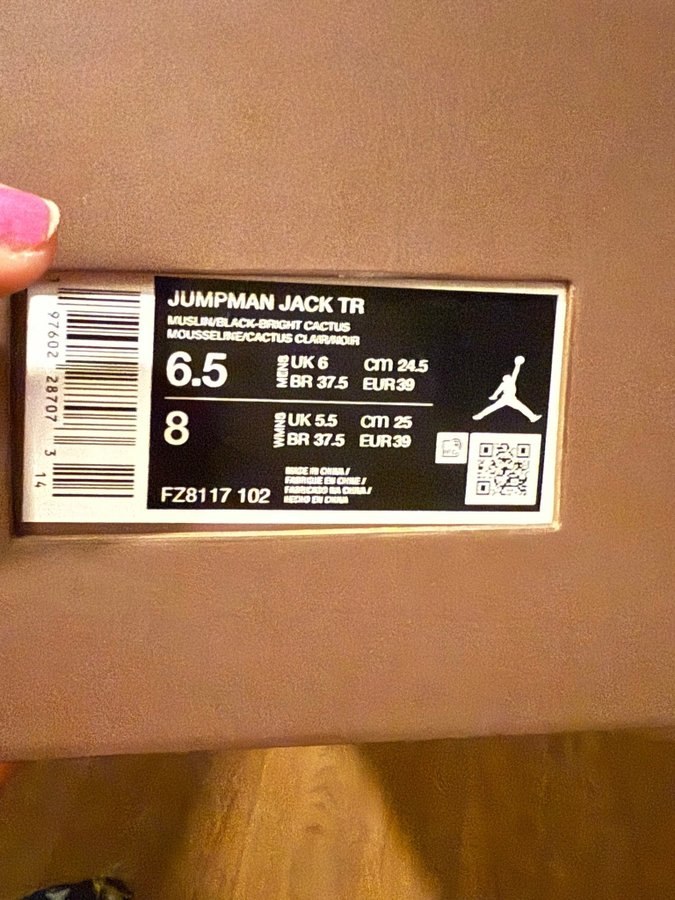 JUMPMAN JACK TR
MUSLIN/BLACK-BRIGHT CACTUS
MOUSSELINE/CACTUS CLAIR/NOIR
6.5 MENS UK 6 cm 24.5
BR 37.5 EUR 39
8 WMNS UK 5.5 cm 25
BR 37.5 EUR 39
FZ8117 102
MADE IN CHINA /
FABRIQUE EN CHINE /
FABRICADO NA CHINA /
HECHO EN CHINA
1 97602 28707 3 14